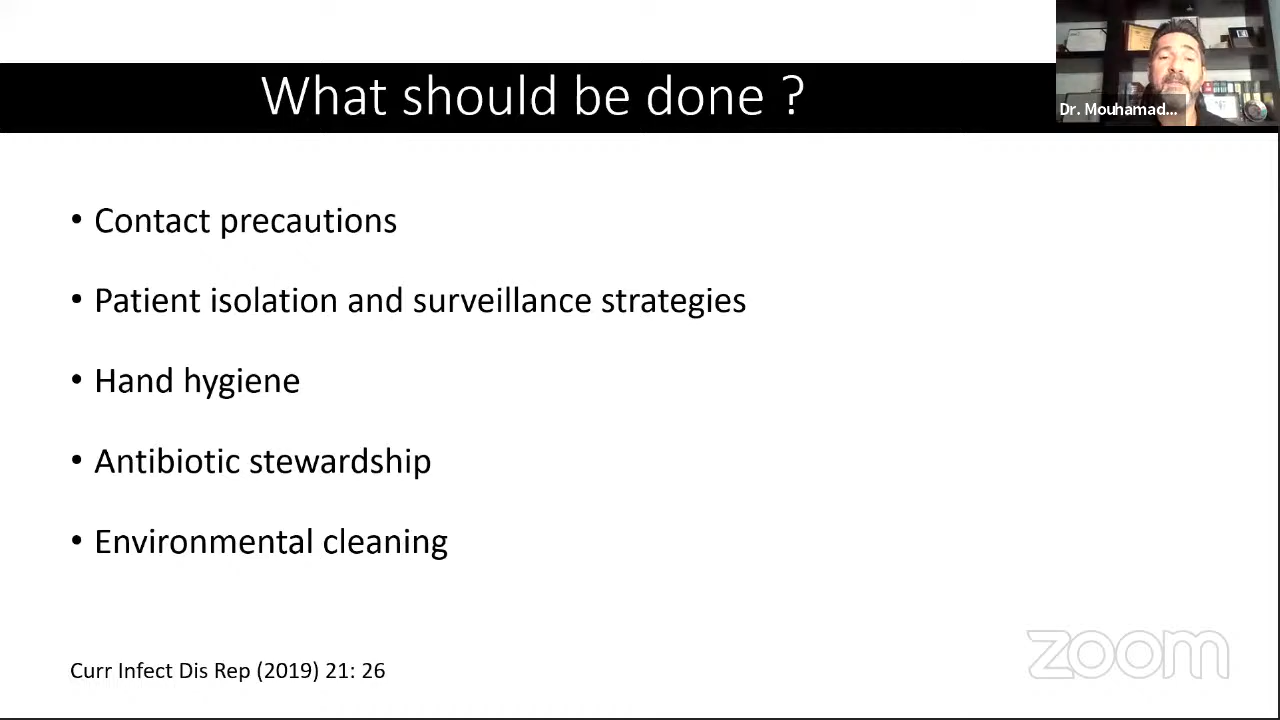 What should be done ?
Dr. Mouhamad...
• Contact precautions
• Patient isolation and surveillance strategies
• Hand hygiene
• Antibiotic stewardship
• Environmental cleaning
Curr Infect Dis Rep (2019) 21: 26
zoom